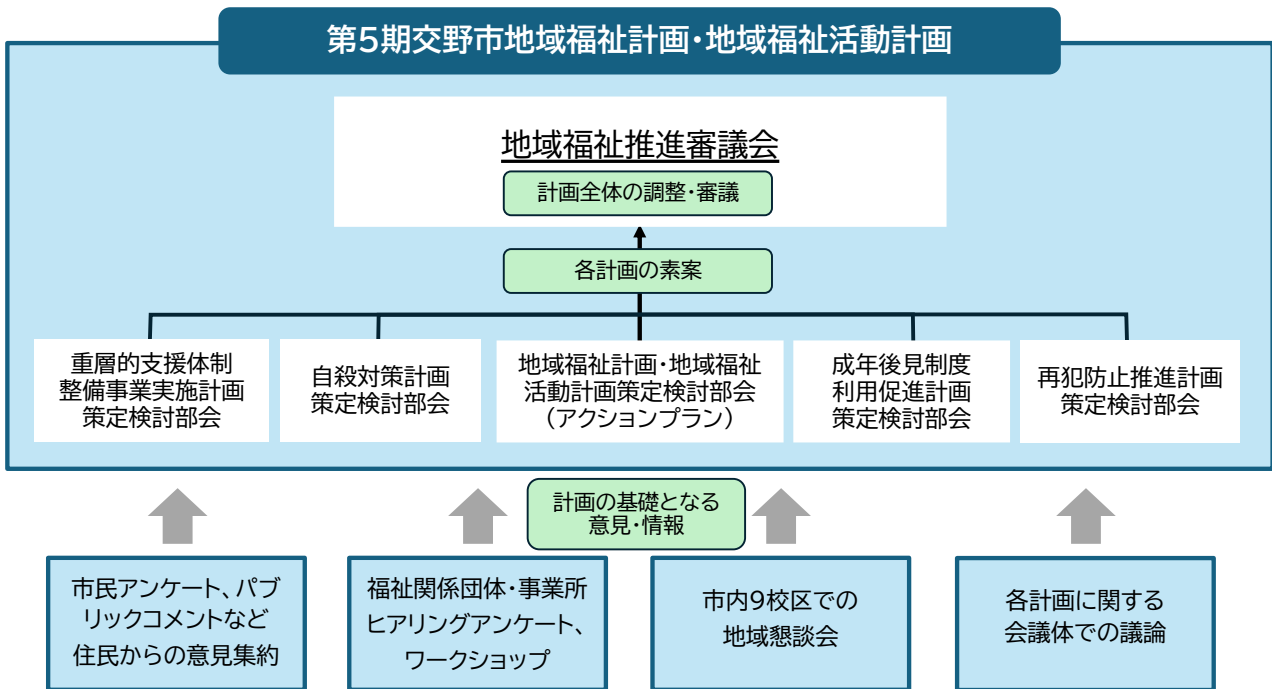 第5期交野市地域福祉計画・地域福祉活動計画
地域福祉推進審議会
計画全体の調整・審議
各計画の素案
重層的支援体制
整備事業実施計画
策定検討部会
自殺対策計画
策定検討部会
地域福祉計画・地域福祉
活動計画策定検討部会
（アクションプラン）
成年後見制度
利用促進計画
策定検討部会
再犯防止推進計画
策定検討部会
計画の基礎となる
意見・情報
市民アンケート、パブ
リックコメントなど
住民からの意見集約
福祉関係団体・事業所
ヒアリングアンケート、
ワークショップ
市内9校区での
地域懇談会
各計画に関する
会議体での議論